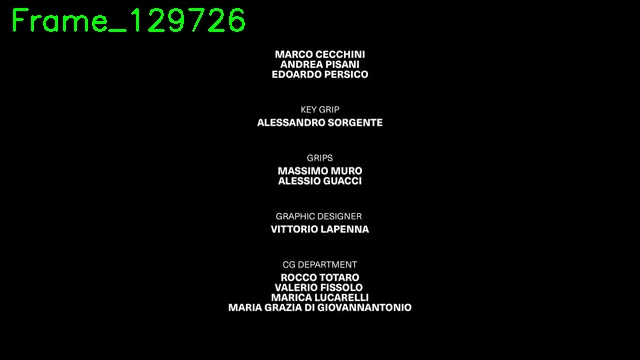 Frame_129726
MARCO CECCHINI
ANDREA PISANI
EDOARDO PERSICO
KEY GRIP
ALESSANDRO SORGENTE
GRIPS
MASSIMO MURO
ALESSIO GUACCI
GRAPHIC DESIGNER
VITTORIO LAPENNA
CG DEPARTMENT
ROCCO TOTARO
VALERIO FISSOLO
MARICA LUCARELLI
MARIA GRAZIA DI GIOVANNANTONIO